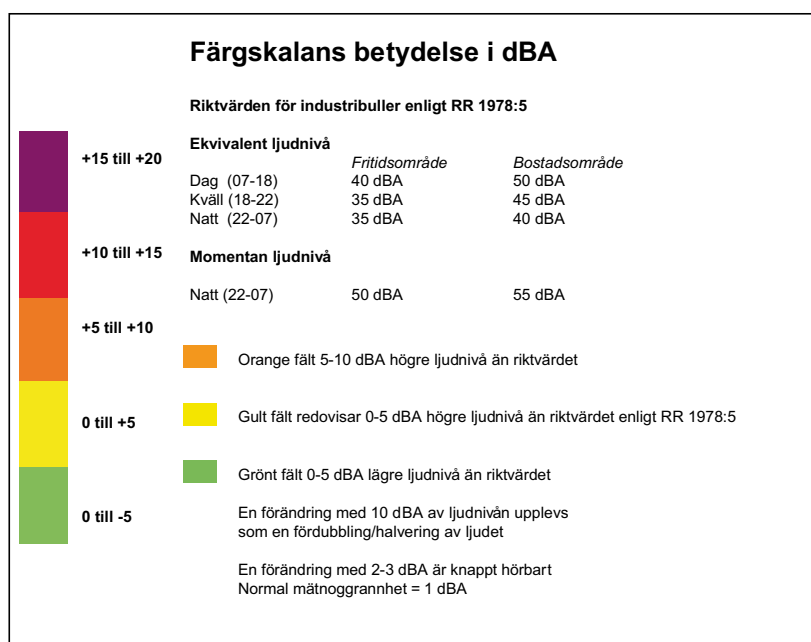 Färgskalans betydelse i dBA
Riktvärden för industribuller enligt RR 1978:5
Ekvivalent ljudnivå
Fritidsområde Bostadsområde
Dag (07-18) 40 dBA 50 dBA
Kväll (18-22) 35 dBA 45 dBA
Natt (22-07) 35 dBA 40 dBA
Momentan ljudnivå
Natt (22-07) 50 dBA 55 dBA
+15 till +20
+10 till +15
+5 till +10
0 till +5
0 till -5
Orange fält 5-10 dBA högre ljudnivå än riktvärdet
Gult fält redovisar 0-5 dBA högre ljudnivå än riktvärdet enligt RR 1978:5
Grönt fält 0-5 dBA lägre ljudnivå än riktvärdet
En förändring med 10 dBA av ljudnivån upplevs
som en fördubbling/halvering av ljudet
En förändring med 2-3 dBA är knappt hörbart
Normal mätnoggrannhet = 1 dBA